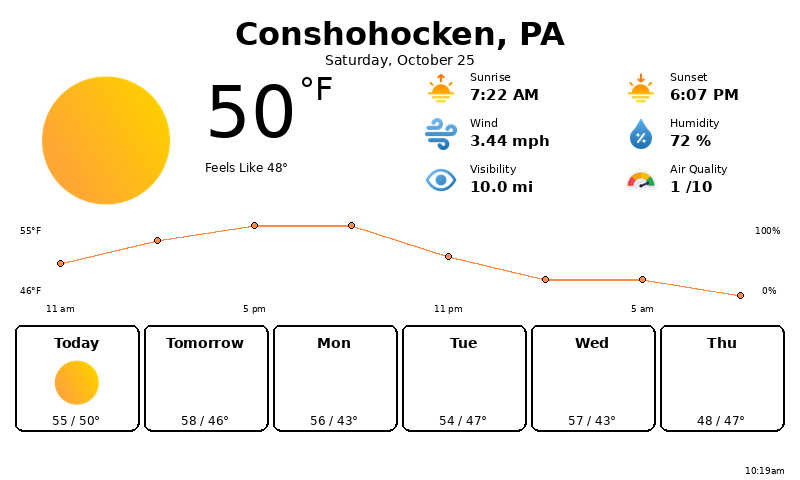 Conshohocken, PA
Saturday, October 25
50 °F
Feels Like 48°
Sunrise
7:22 AM
Sunset
6:07 PM
Wind
3.44 mph
Humidity
72 %
Visibility
10.0 mi
Air Quality
1 /10
55°F
100%
46°F
0%
11 am 5 pm 11 pm 5 am
Today Tomorrow Mon Tue Wed Thu
55 / 50° 58 / 46° 56 / 43° 54 / 47° 57 / 43° 48 / 47°
10:19am